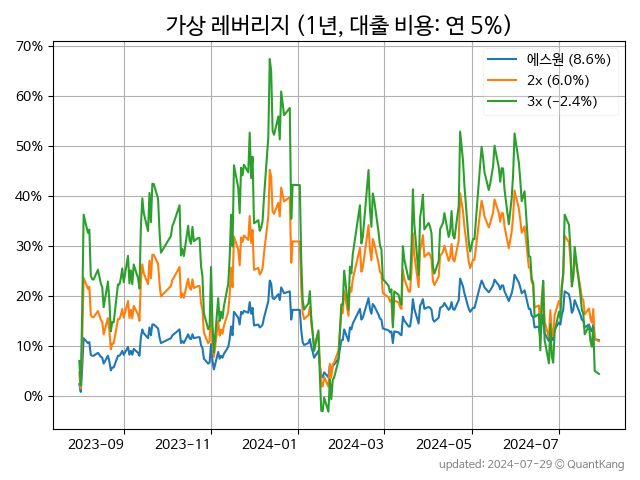 가상 레버리지 (1년, 대출 비용: 연 5%)
70%
60%
50%
40%
30%
20%
10%
0%
에스원 (8.6%)
2x (6.0%)
3x (−2.4%)
2023-09 2023-11 2024-01 2024-03 2024-05 2024-07
updated: 2024-07-29 @ QuantKang